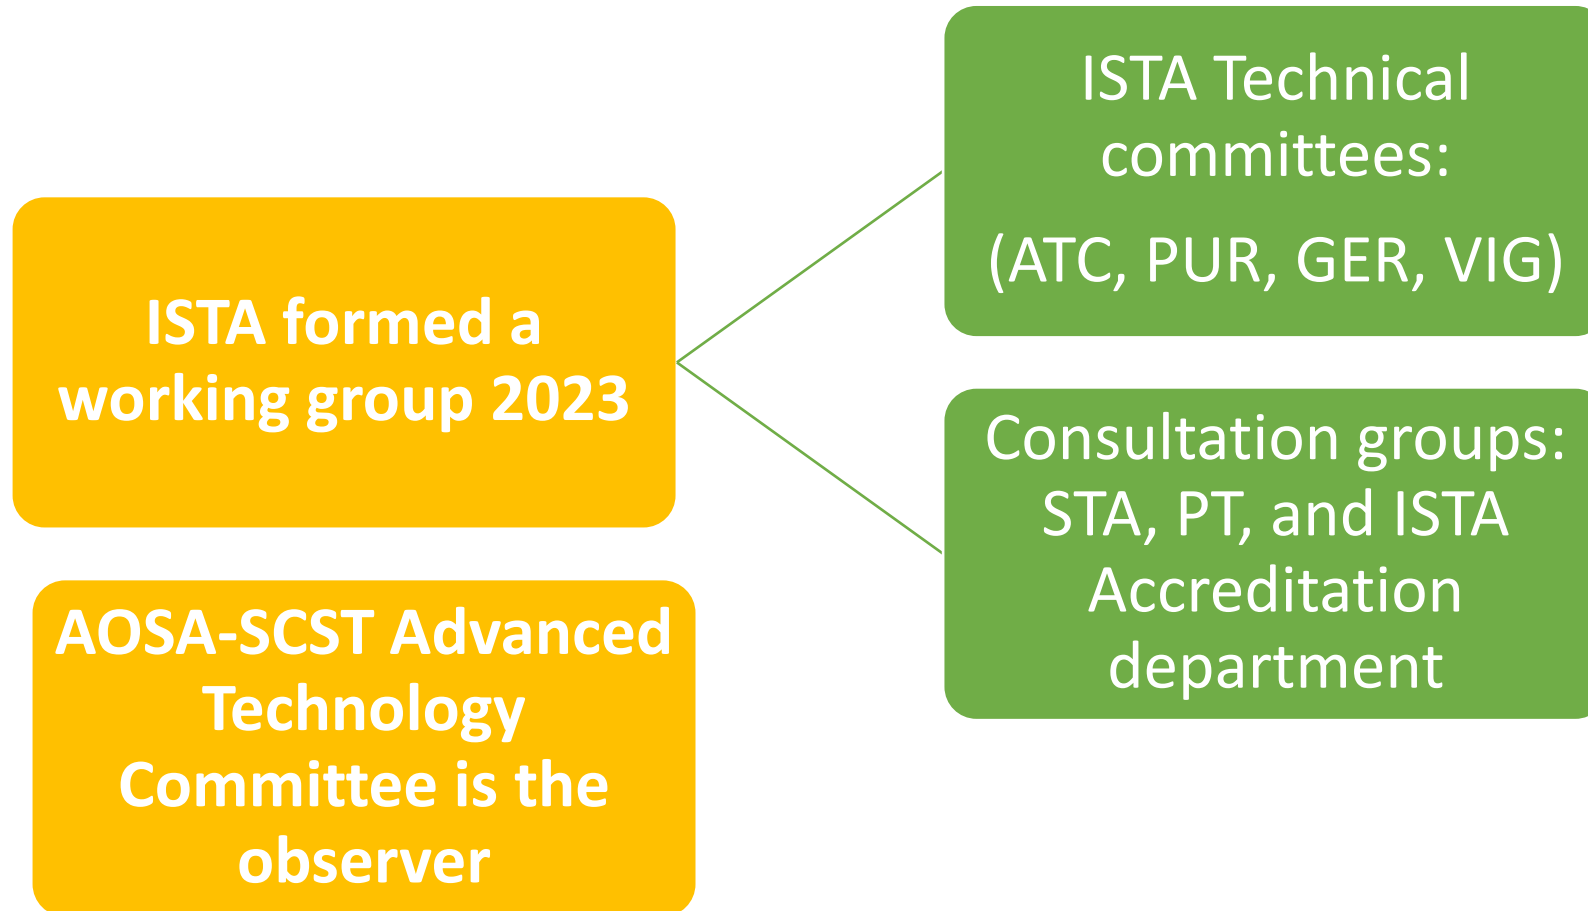 ISTA formed a
working group 2023
AOSA-SCST Advanced
Technology
Committee is the
observer
ISTA Technical
committees:
(ATC, PUR, GER, VIG)
Consultation groups:
STA, PT, and ISTA
Accreditation
department